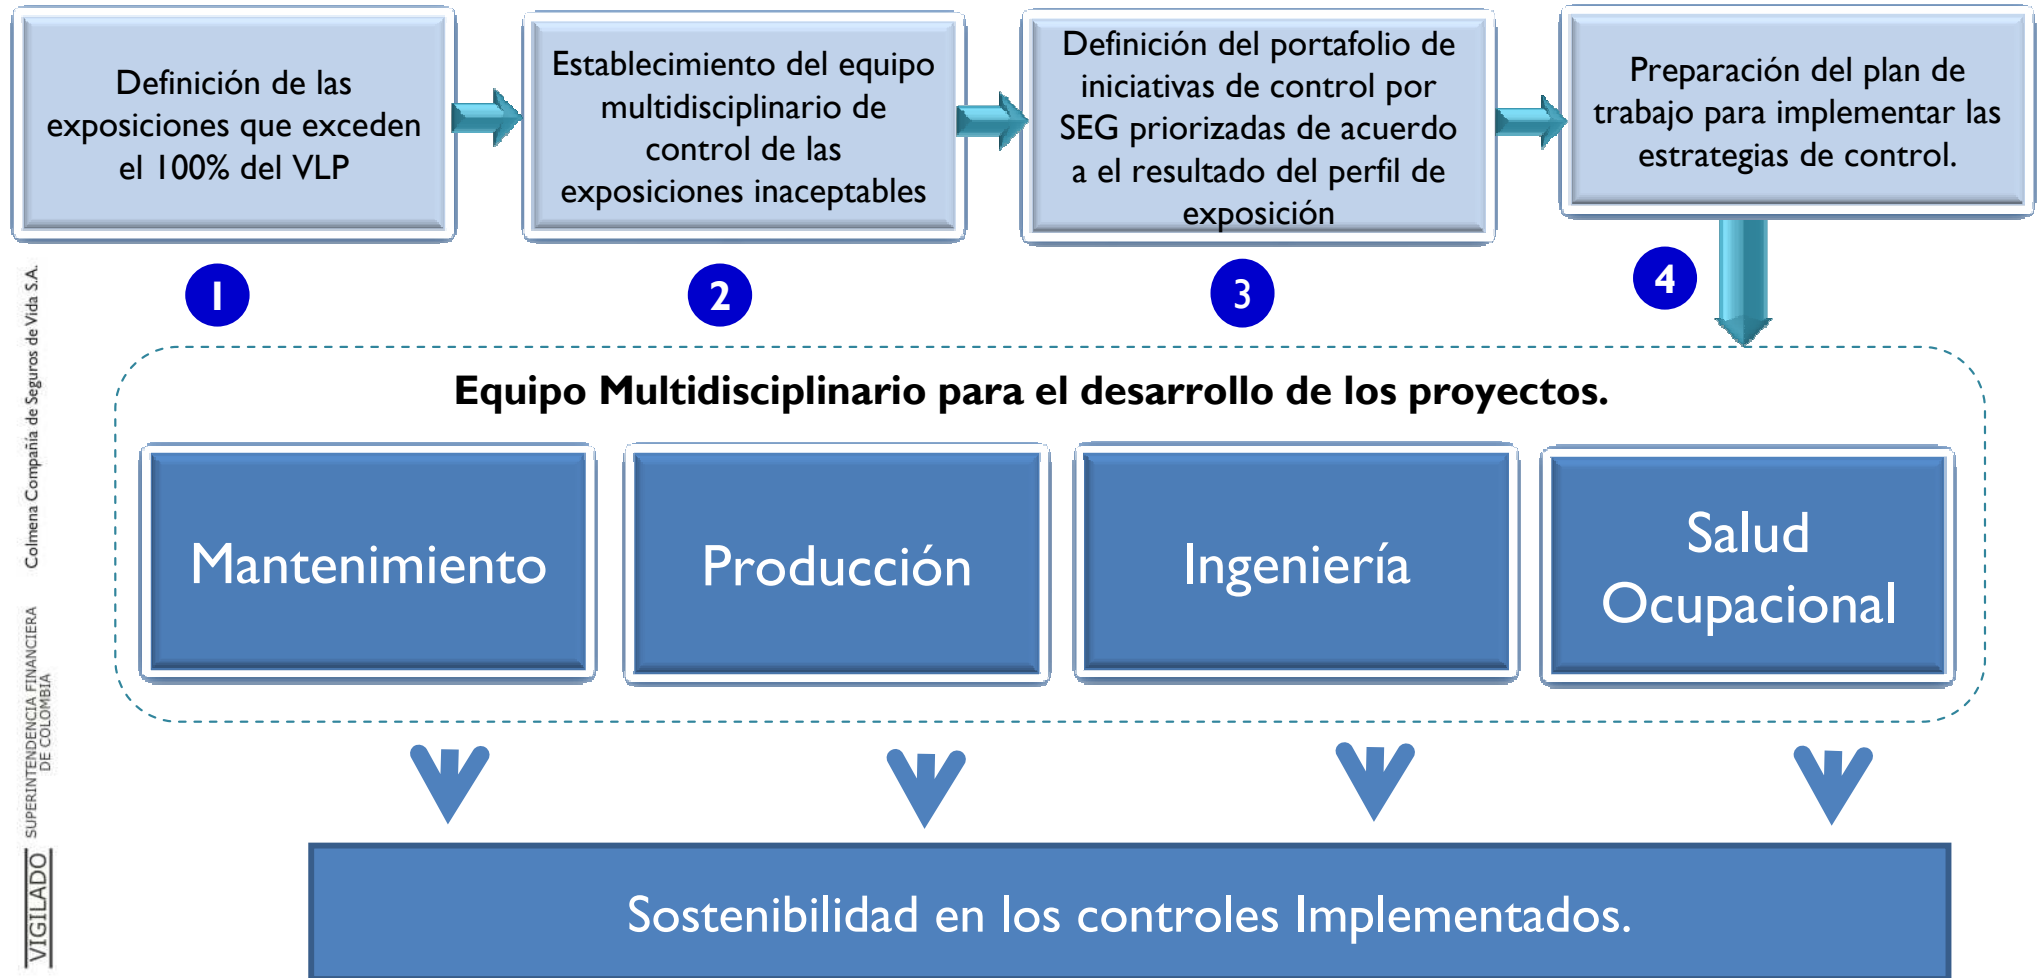 Definición de las
exposiciones que exceden
el 100% del VLP
Establecimiento del equipo
multidisciplinario de
control de las
exposiciones inaceptables
Definición del portafolio de
iniciativas de control por
SEG priorizadas de acuerdo
a el resultado del perfil de
exposición
Preparación del plan de
trabajo para implementar las
estrategias de control.
1
2
3
4
Equipo Multidisciplinario para el desarrollo de los proyectos.
Mantenimiento
Producción
Ingeniería
Salud
Ocupacional
Sostenibilidad en los controles Implementados.
Colmena Compañía de Seguros de Vida S.A.
SUPERINTENDENCIA FINANCIERA
DE COLOMBIA
VIGILADO